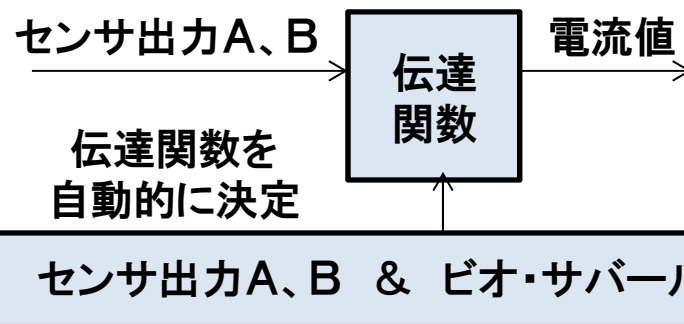 センサ出力A、B
電流値
伝達
関数
伝達関数を
自動的に決定
センサ出力A、B & ビオ・サバール